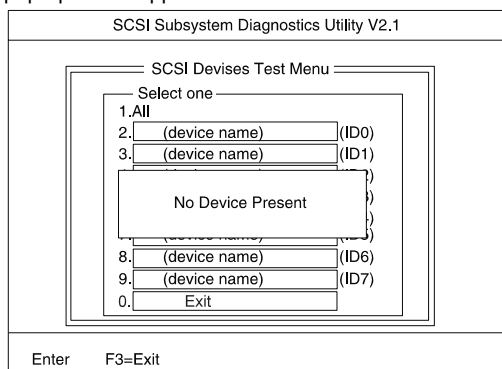 SCSI Subsystem Diagnostics Utility V2.1
SCSI Devises Test Menu
Select one
1.All
2. (device name) (ID0)
3. (device name) (ID1)
No Device Present
8. (device name) (ID6)
9. (device name) (ID7)
0. Exit
Enter F3=Exit